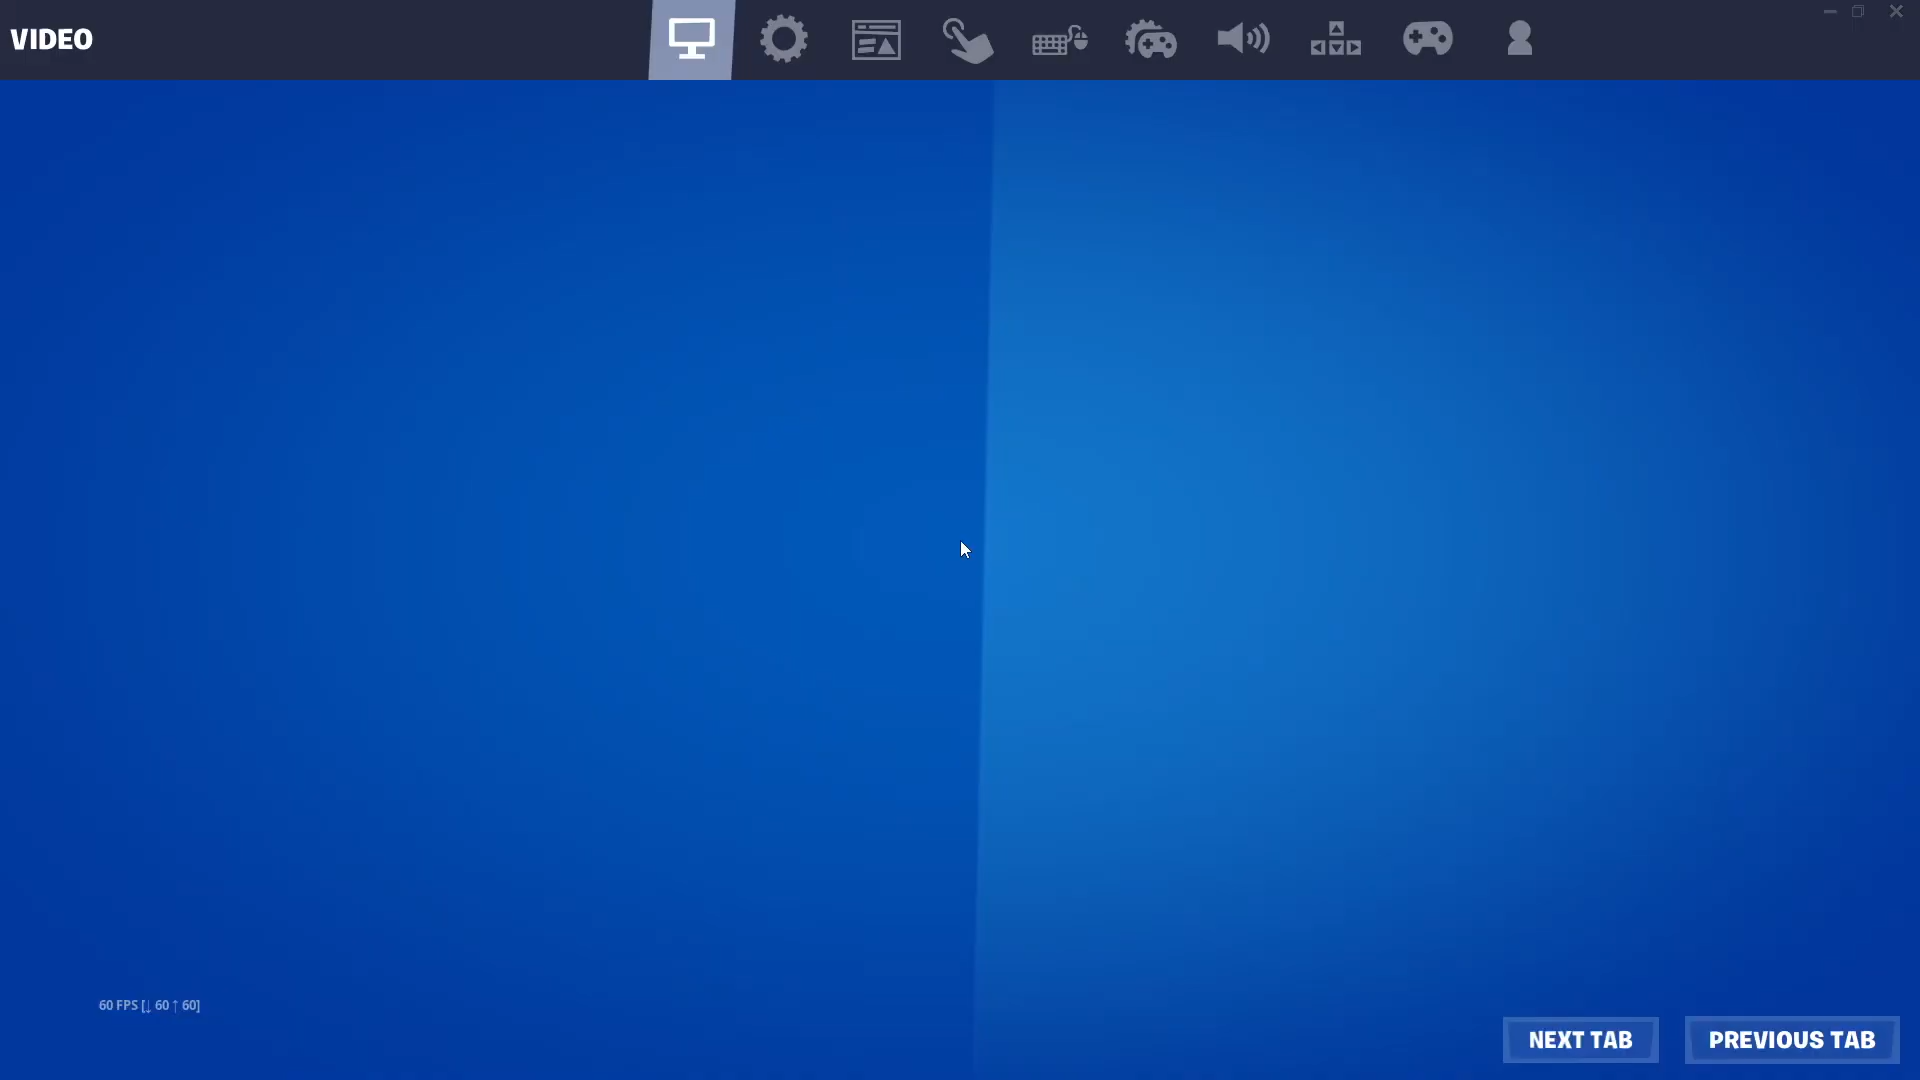 VIDEO
60 FPS [↓ 60 ↑ 60]
NEXT TAB
PREVIOUS TAB